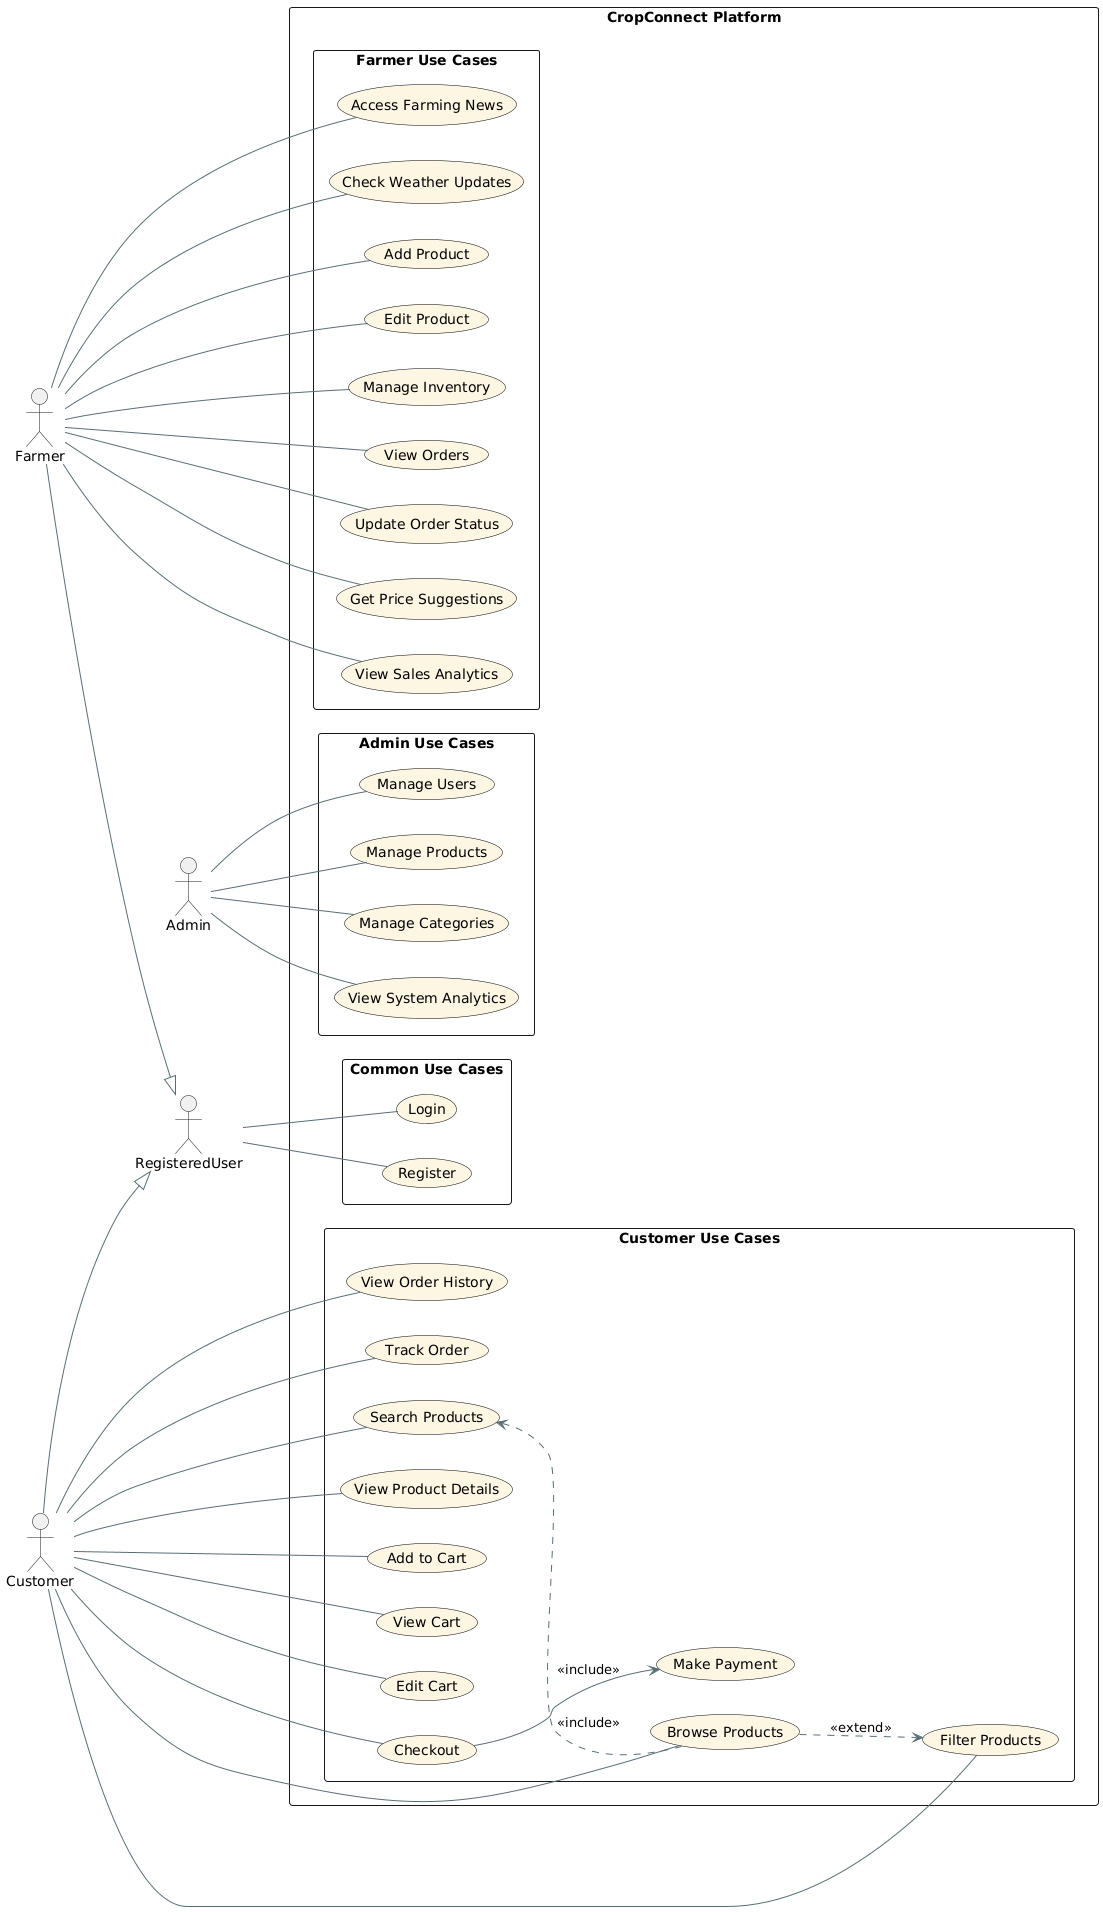 CropConnect Platform
Farmer Use Cases
Access Farming News
Check Weather Updates
Add Product
Edit Product
Manage Inventory
View Orders
Farmer
Update Order Status
Get Price Suggestions
View Sales Analytics
Admin Use Cases
Manage Users
Manage Products
Manage Categories
Admin
View System Analytics
Common Use Cases
Login
RegisteredUser
Register
Customer Use Cases
View Order History
Track Order
Search Products
View Product Details
Add to Cart
Customer
View Cart
«include»
Make Payment
Edit Cart
«include»
Browse Products
«extend»
Filter Products
Checkout